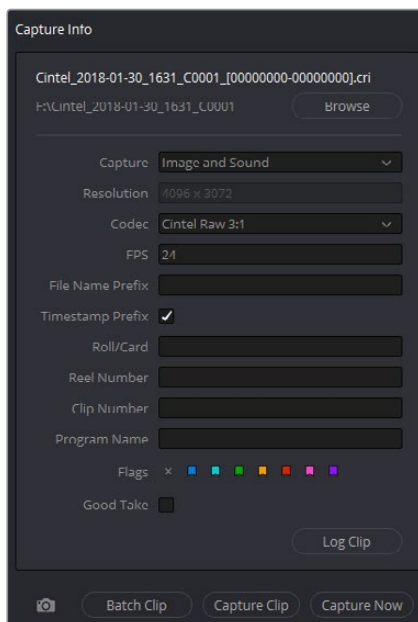 Capture Info
Cintel_2018-01-30_1631_C0001_[00000000-00000000].cri
F:\Cintel_2018-01-30_1631_C0001 Browse
Capture Image and Sound
Resolution 4096 x 3072
Codec Cintel Raw 3:1
FPS 24
File Name Prefix
Timestamp Prefix
Roll/Card
Reel Number
Clip Number
Program Name
Flags
Good Take
Log Clip
Batch Clip Capture Clip Capture Now